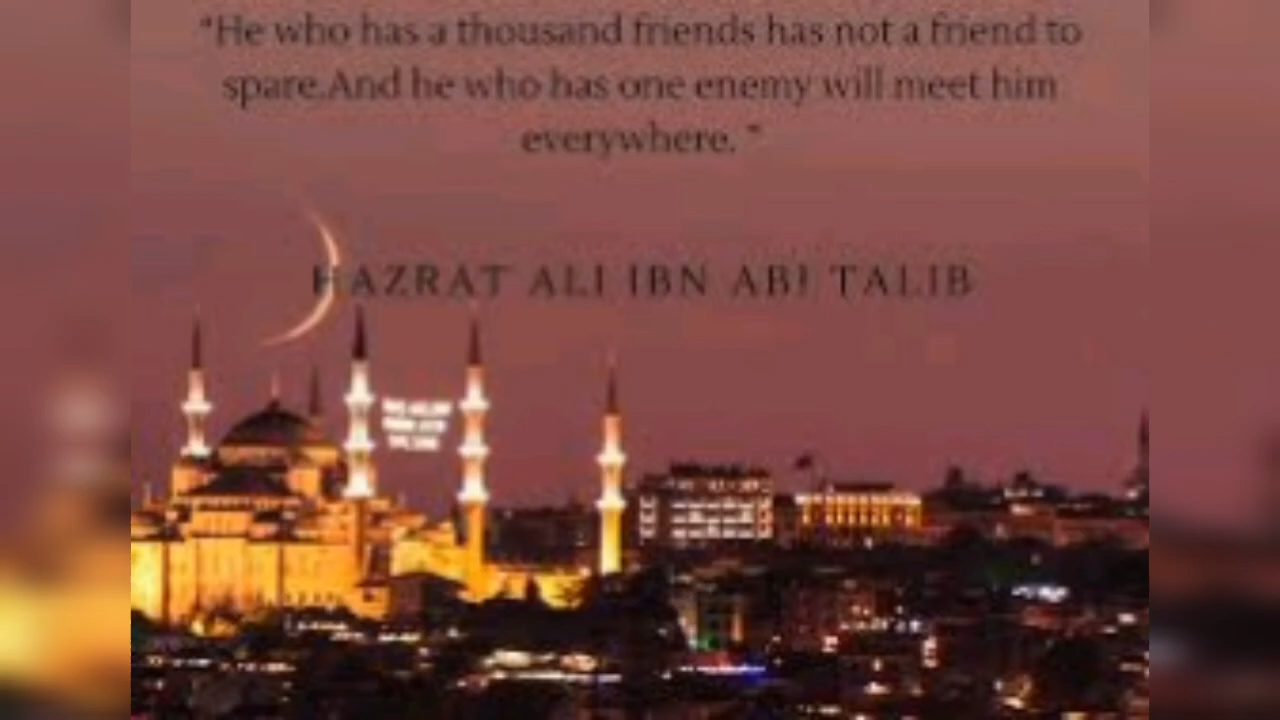 “He who has a thousand friends has not a friend to
spare.And he who has one enemy will meet him
everywhere. ”
HAZRAT ALI IBN ABI TALIB